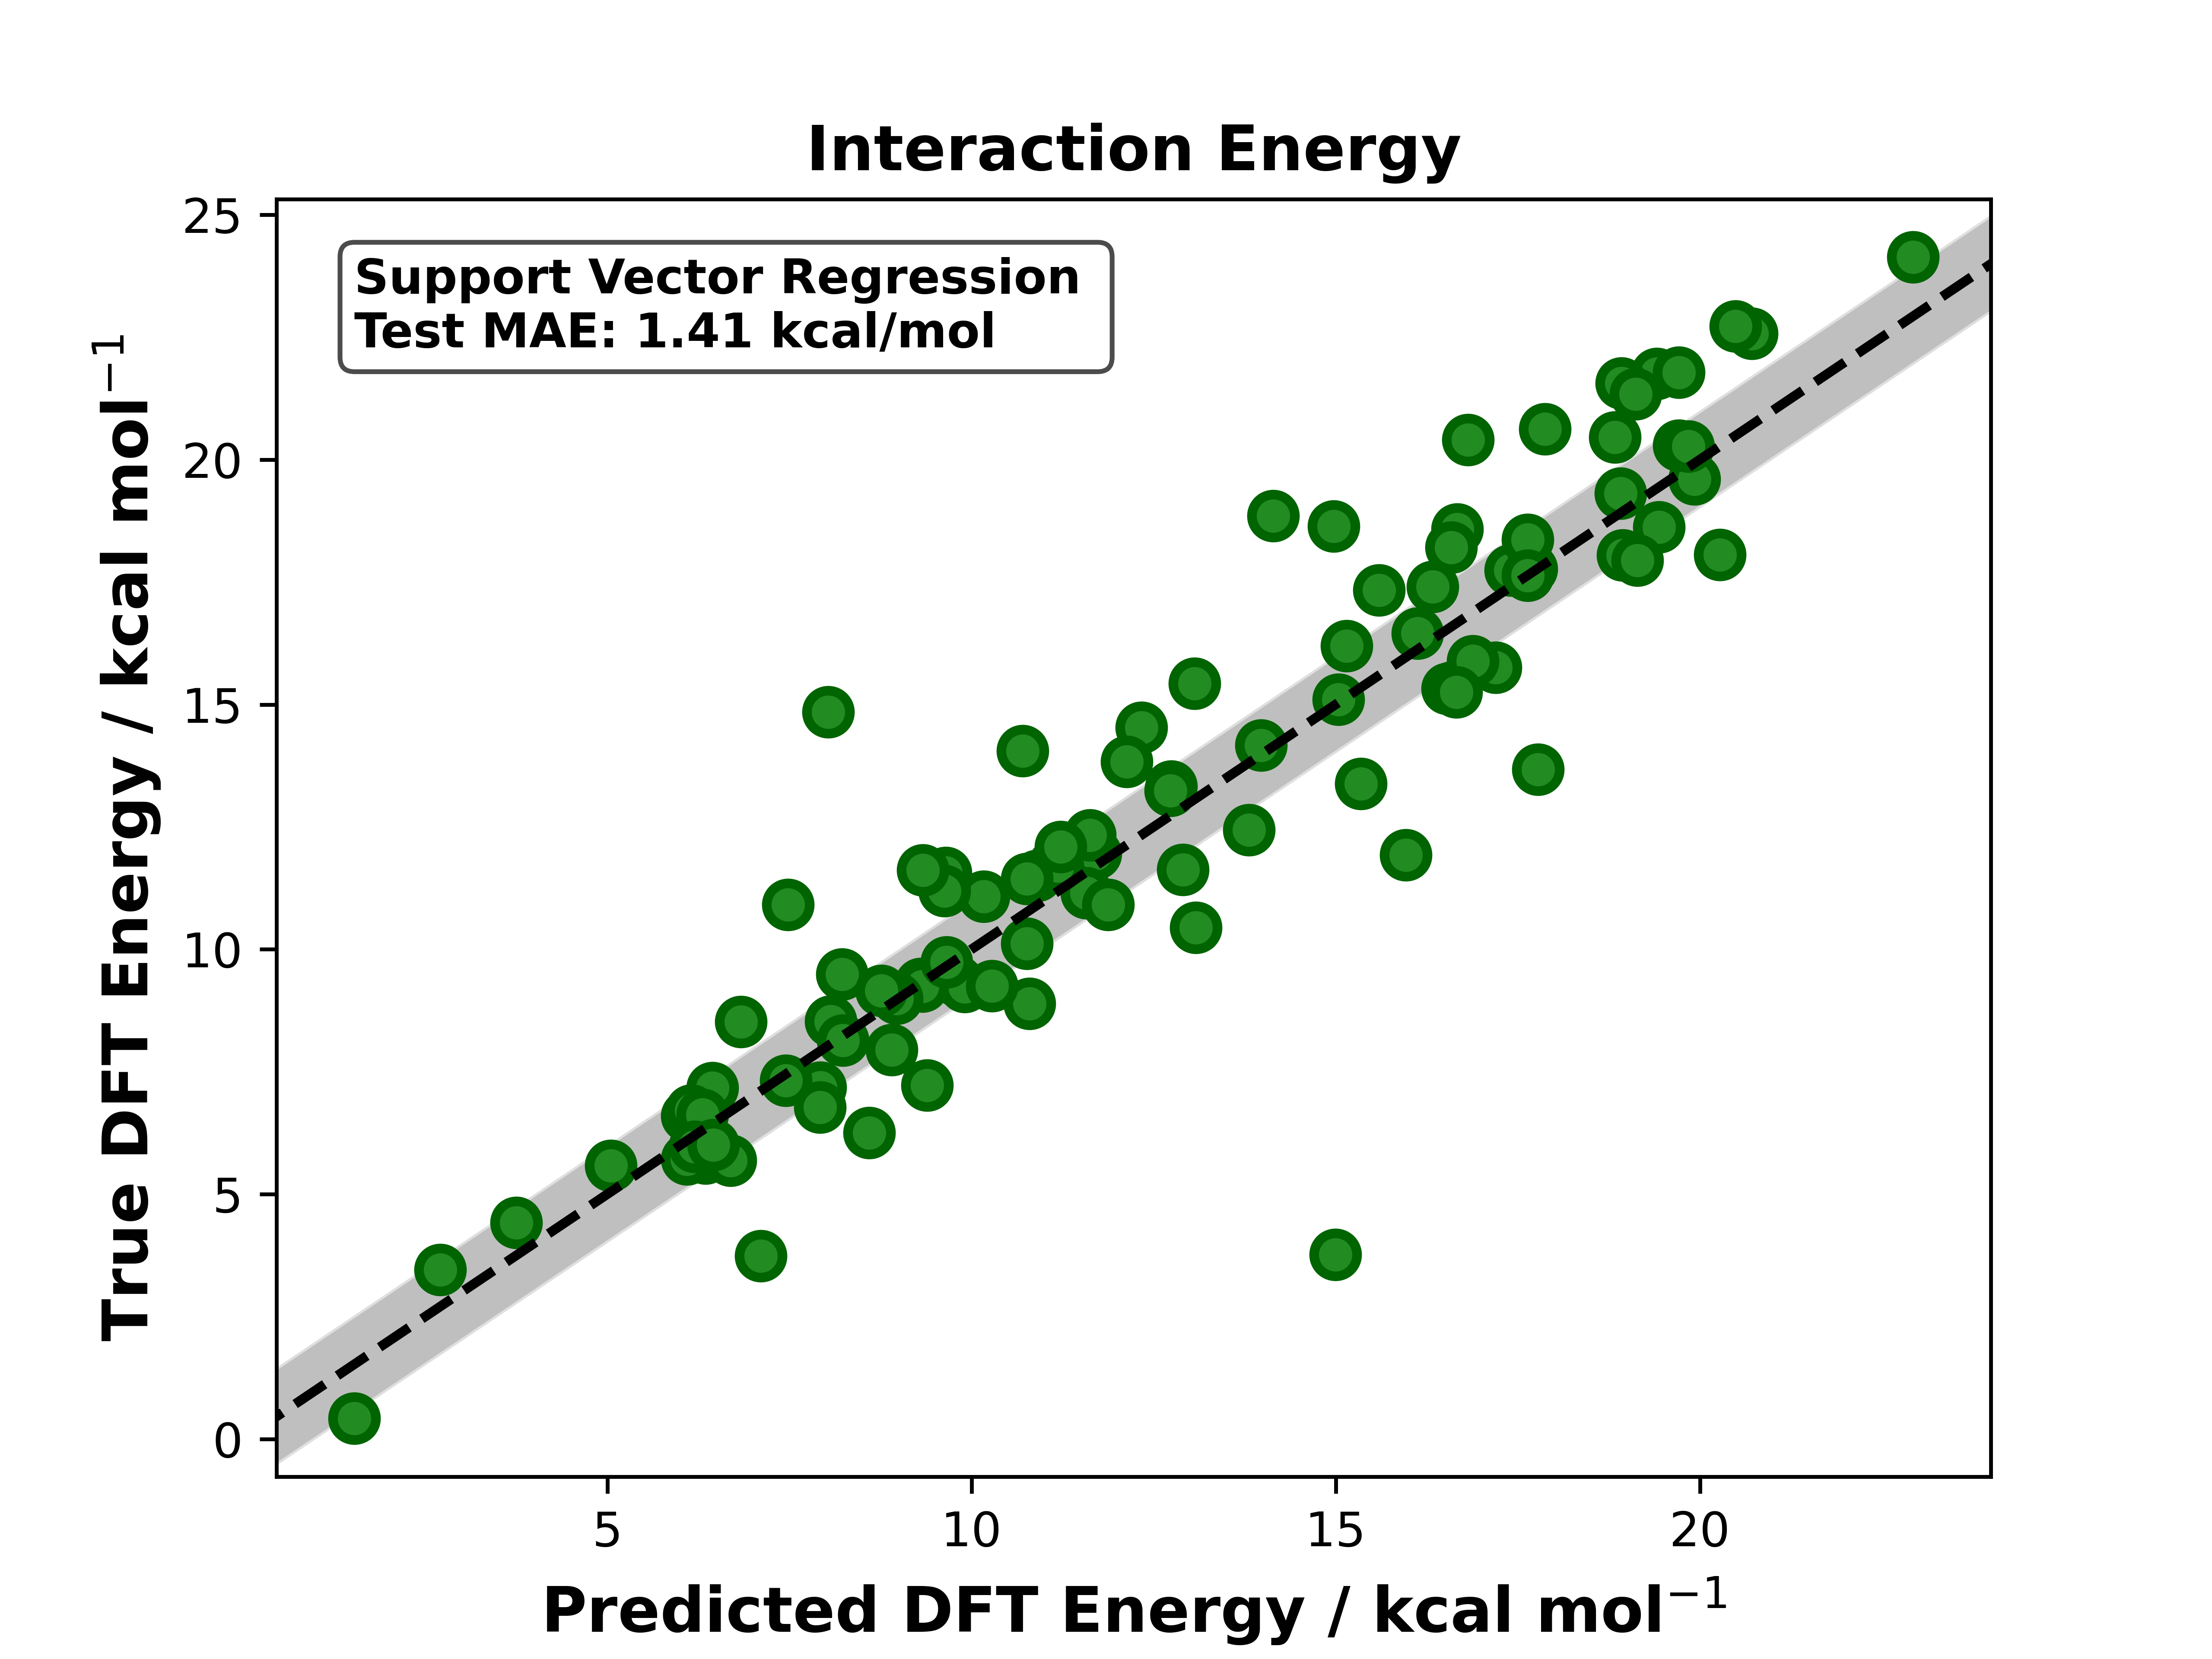 Interaction Energy
Support Vector Regression
Test MAE: 1.41 kcal/mol
True DFT Energy / kcal mol⁻¹
25
20
15
10
5
0
5 10 15 20
Predicted DFT Energy / kcal mol⁻¹